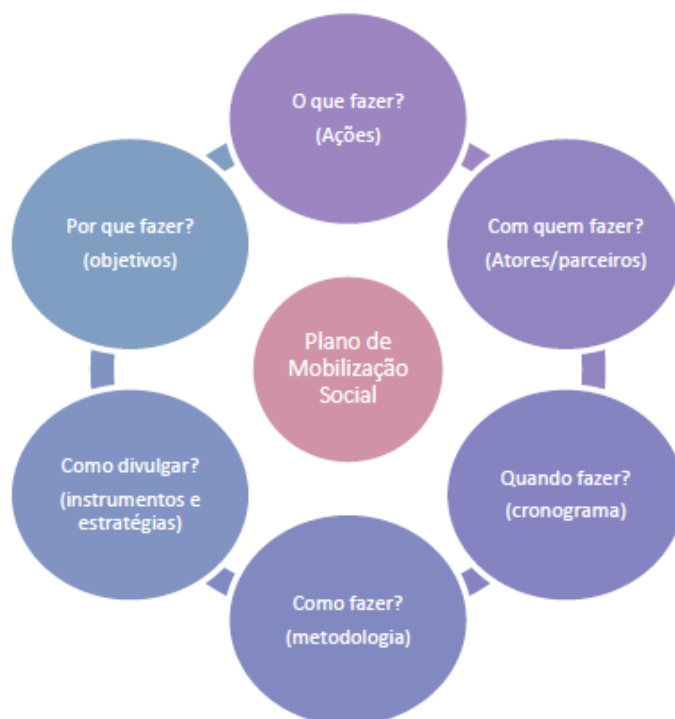 O que fazer?
(Ações)
Com quem fazer?
(Atores/parceiros)
Quando fazer?
(cronograma)
Como fazer?
(metodologia)
Como divulgar?
(instrumentos e
estratégias)
Por que fazer?
(objetivos)
Plano de
Mobilização
Social